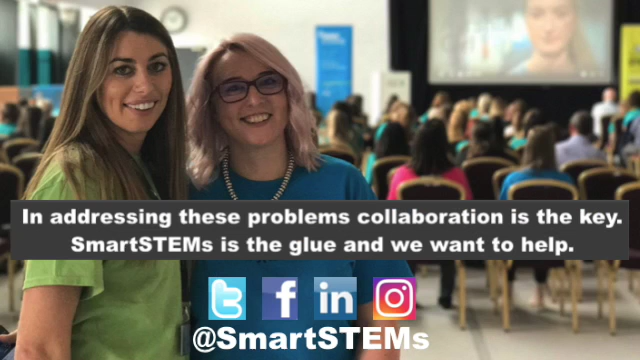 In addressing these problems collaboration is the key.
SmartSTEMs is the glue and we want to help.
@SmartSTEMs